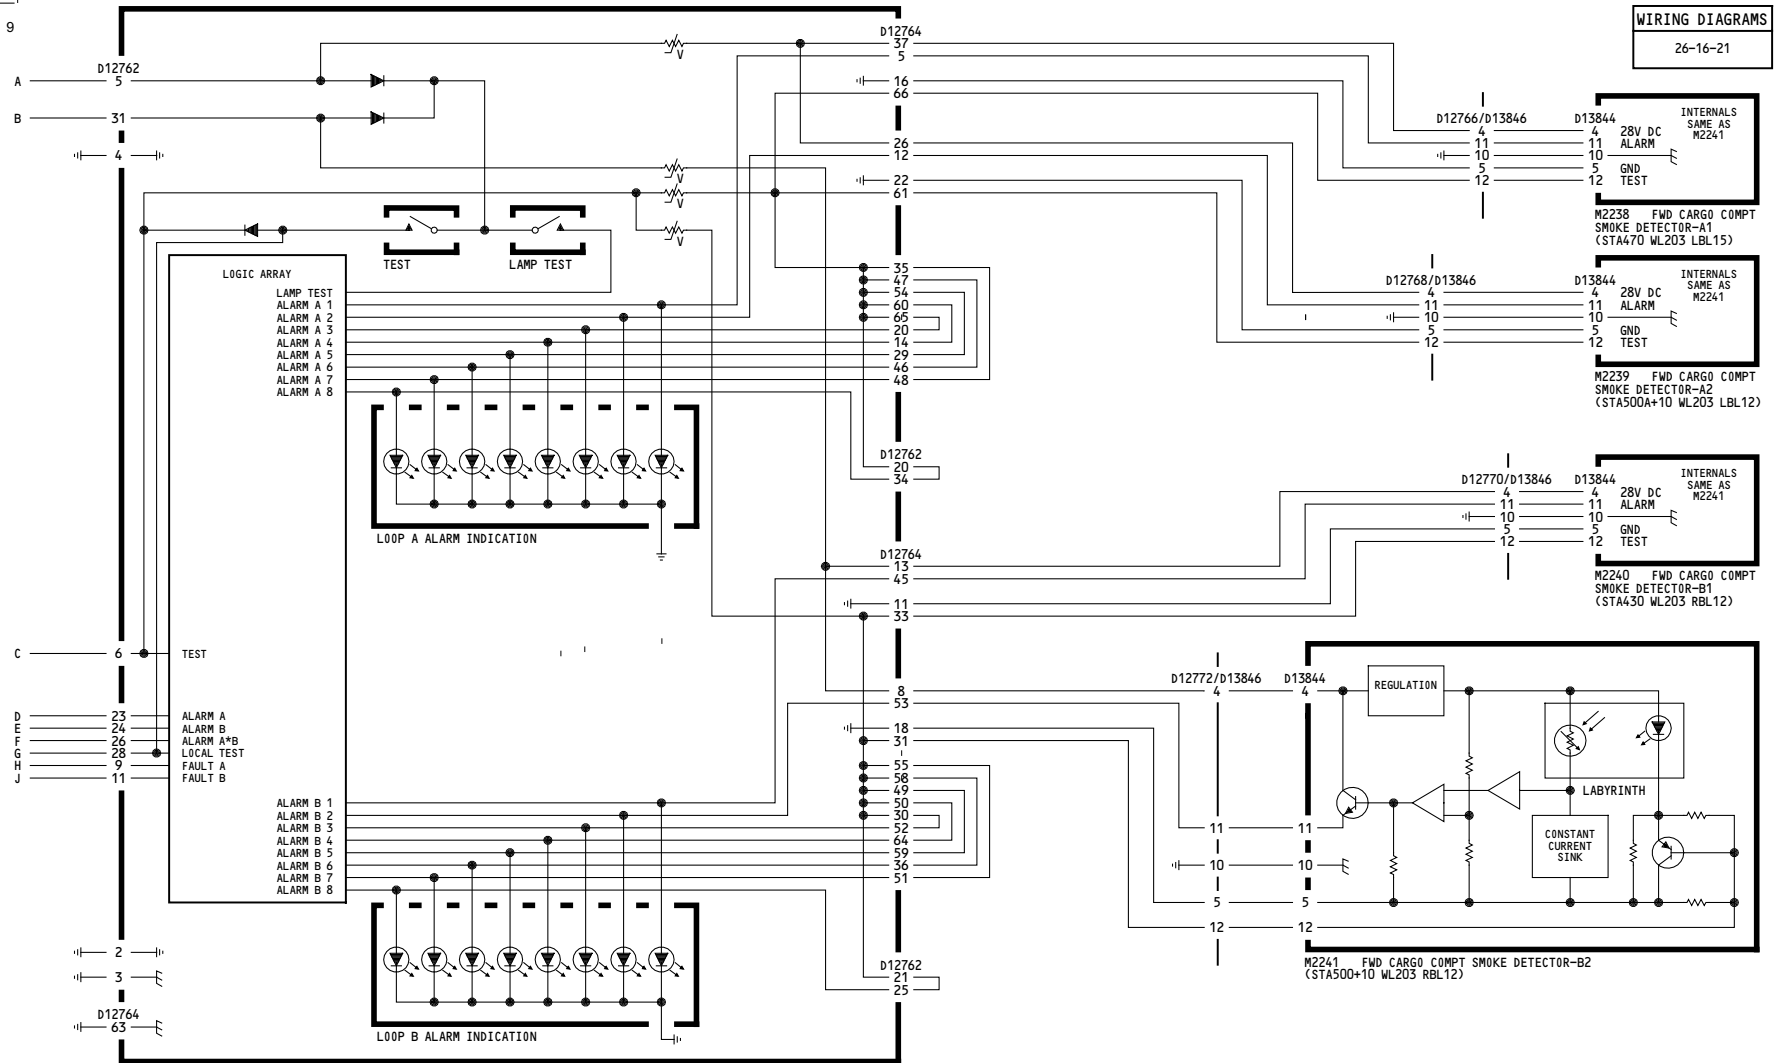 9
WIRING DIAGRAMS
26-16-21
A
D12762
5
B
31
4
V
V
V
V
TEST
LAMP TEST
LOGIC ARRAY
LAMP TEST
ALARM A 1
ALARM A 2
ALARM A 3
ALARM A 4
ALARM A 5
ALARM A 6
ALARM A 7
ALARM A 8
LOOP A ALARM INDICATION
C
6
TEST
D
23
ALARM A
E
24
ALARM B
F
26
ALARM A*B
G
28
LOCAL TEST
H
9
FAULT A
J
11
FAULT B
ALARM B 1
ALARM B 2
ALARM B 3
ALARM B 4
ALARM B 5
ALARM B 6
ALARM B 7
ALARM B 8
LOOP B ALARM INDICATION
2
3
D12764
63
D12764
37
5
16
66
26
12
22
61
35
47
54
60
65
20
14
29
46
48
D12762
20
34
D12764
13
45
11
33
8
53
18
31
55
58
49
50
30
52
64
59
36
51
D12762
21
25
D12766/D13846
4
11
10
5
12
D13844
4 28V DC
11 ALARM
10
5 GND
12 TEST
INTERNALS
SAME AS
M2241
M2238 FWD CARGO COMPT
SMOKE DETECTOR-A1
(STA470 WL203 LBL15)
D12768/D13846
4
11
10
5
12
D13844
4 28V DC
11 ALARM
10
5 GND
12 TEST
INTERNALS
SAME AS
M2241
M2239 FWD CARGO COMPT
SMOKE DETECTOR-A2
(STA500A+10 WL203 LBL12)
D12770/D13846
4
11
10
5
12
D13844
4 28V DC
11 ALARM
10
5 GND
12 TEST
INTERNALS
SAME AS
M2241
M2240 FWD CARGO COMPT
SMOKE DETECTOR-B1
(STA430 WL203 RBL12)
D12772/D13846
4
11
10
5
12
D13844
4
11
10
5
12
REGULATION
LABYRINTH
CONSTANT
CURRENT
SINK
M2241 FWD CARGO COMPT SMOKE DETECTOR-B2
(STA500+10 WL203 RBL12)